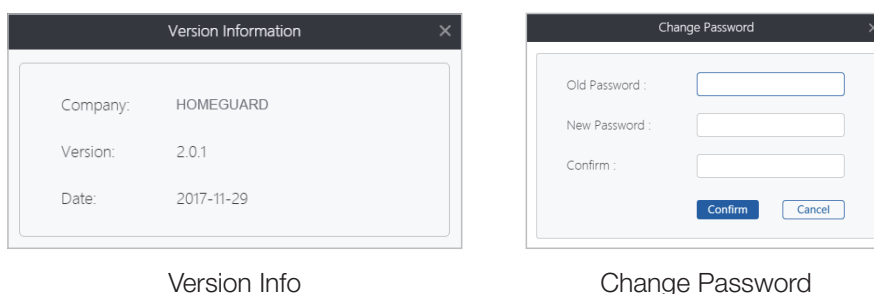 Version Information
Company: HOMEGUARD
Version: 2.0.1
Date: 2017-11-29
Version Info
Change Password
Old Password :
New Password :
Confirm :
Confirm Cancel
Change Password